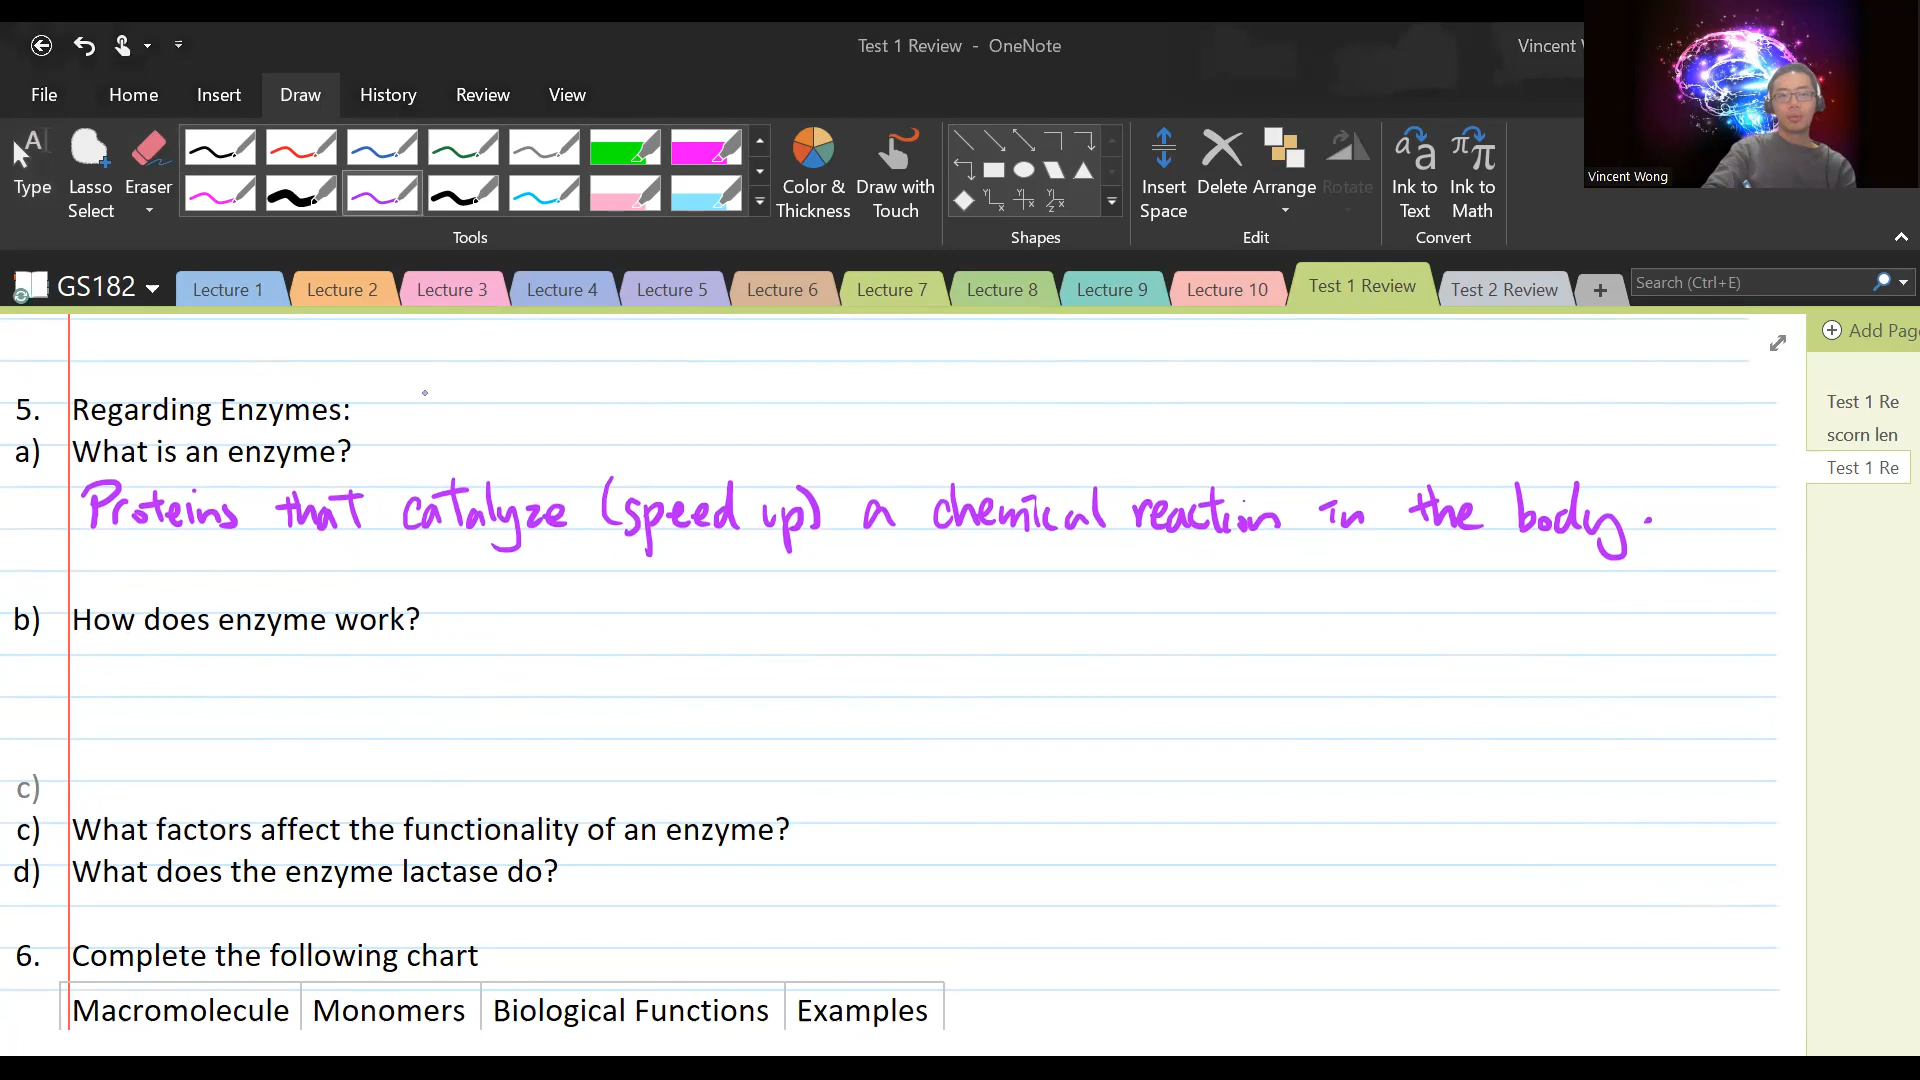 Test 1 Review - OneNote
Vincent W
File Home Insert Draw History Review View
Type
Lasso Select
Eraser
Color & Thickness
Draw with Touch
Insert Space
Delete
Arrange
Rotate
Ink to Text
Ink to Math
Tools
Shapes
Edit
Convert
Vincent Wong
GS182
Lecture 1
Lecture 2
Lecture 3
Lecture 4
Lecture 5
Lecture 6
Lecture 7
Lecture 8
Lecture 9
Lecture 10
Test 1 Review
Test 2 Review
Search (Ctrl+E)
Add Page
Test 1 Re
scorn len
Test 1 Re
5. Regarding Enzymes:
a) What is an enzyme?
Proteins that catalyze (speed up) a chemical reaction in the body.
b) How does enzyme work?
c)
c) What factors affect the functionality of an enzyme?
d) What does the enzyme lactase do?
6. Complete the following chart
Macromolecule Monomers Biological Functions Examples